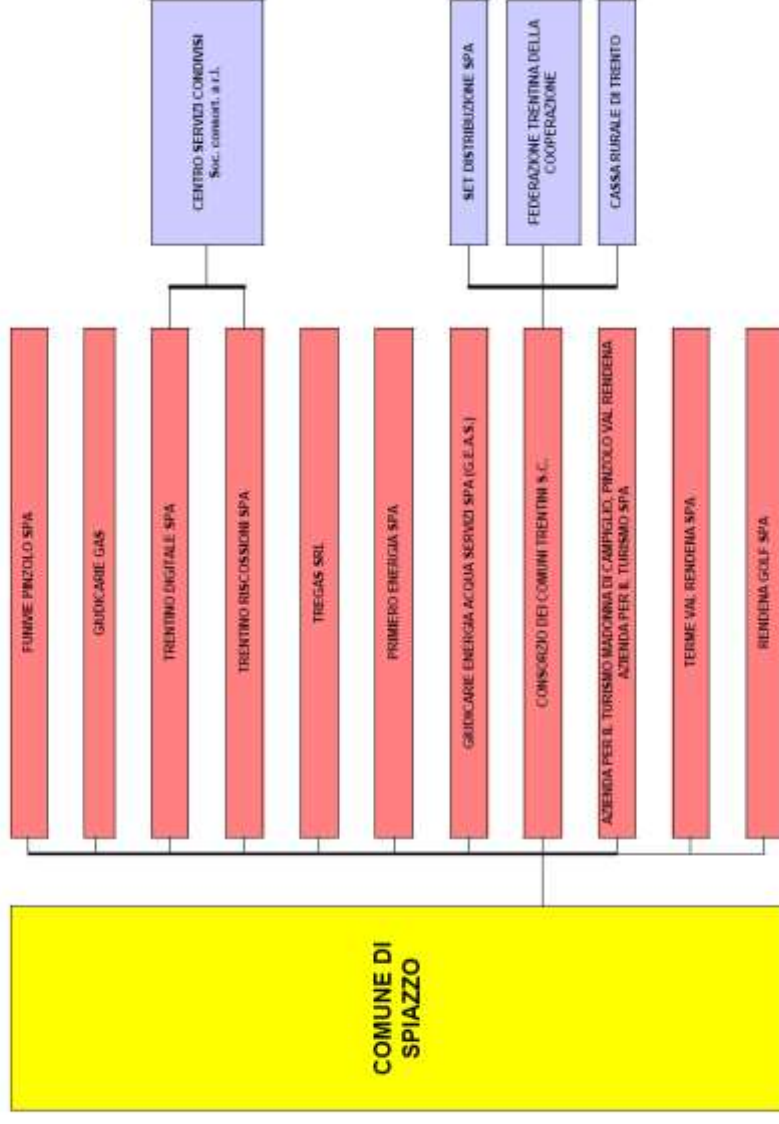 COMUNE DI
SPIAZZO
FUNIVIE PINZOLO SPA
GIUDICARIE GAS
TRENTINO DIGITALE SPA
TRENTINO RISCOSSIONI SPA
TREGAS SRL
PRIMIERO ENERGIA SPA
GIUDICARIE ENERGIA ACQUA SERVIZI SPA (G.E.A.S.)
CONSORZIO DEI COMUNI TRENTINI S.C.
AZIENDA PER IL TURISMO MADONNA DI CAMPIGLIO, PINZOLO VAL RENDENA
AZIENDA PER IL TURISMO SPA
TERME VAL RENDENA SPA
RENDENA GOLF SPA
CENTRO SERVIZI CONDIVISI
Soc. consort. a r.l.
SET DISTRIBUZIONE SPA
FEDERAZIONE TRENTINA DELLA
COOPERAZIONE
CASSA RURALE DI TRENTO